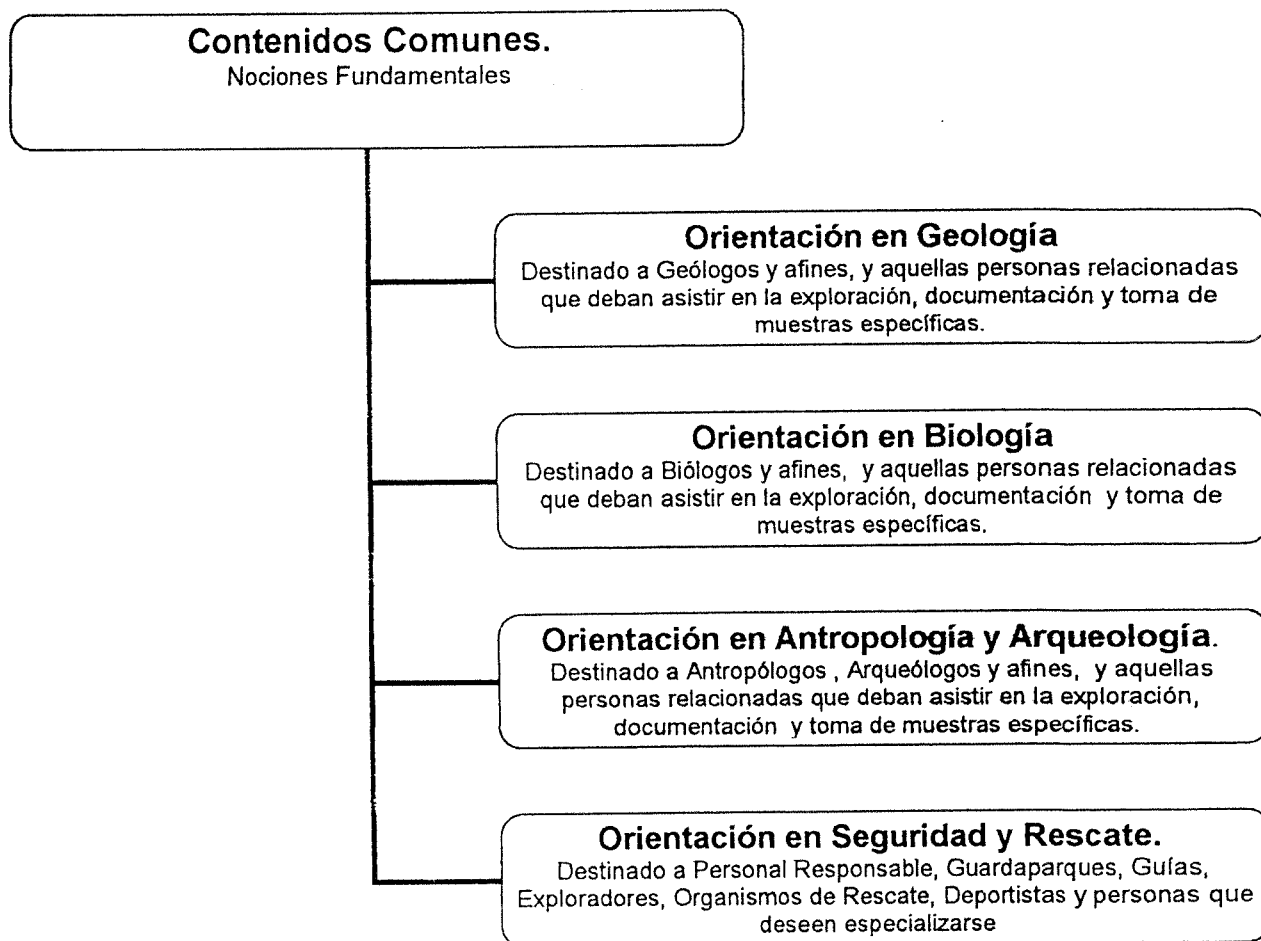 Contenidos Comunes.
Nociones Fundamentales
Orientación en Geología
Destinado a Geólogos y afines, y aquellas personas relacionadas
que deban asistir en la exploración, documentación y toma de
muestras específicas.
Orientación en Biología
Destinado a Biólogos y afines, y aquellas personas relacionadas
que deban asistir en la exploración, documentación y toma de
muestras específicas.
Orientación en Antropología y Arqueología.
Destinado a Antropólogos , Arqueólogos y afines, y aquellas
personas relacionadas que deban asistir en la exploración,
documentación y toma de muestras específicas.
Orientación en Seguridad y Rescate.
Destinado a Personal Responsable, Guardaparques, Guías,
Exploradores, Organismos de Rescate, Deportistas y personas que
deseen especializarse